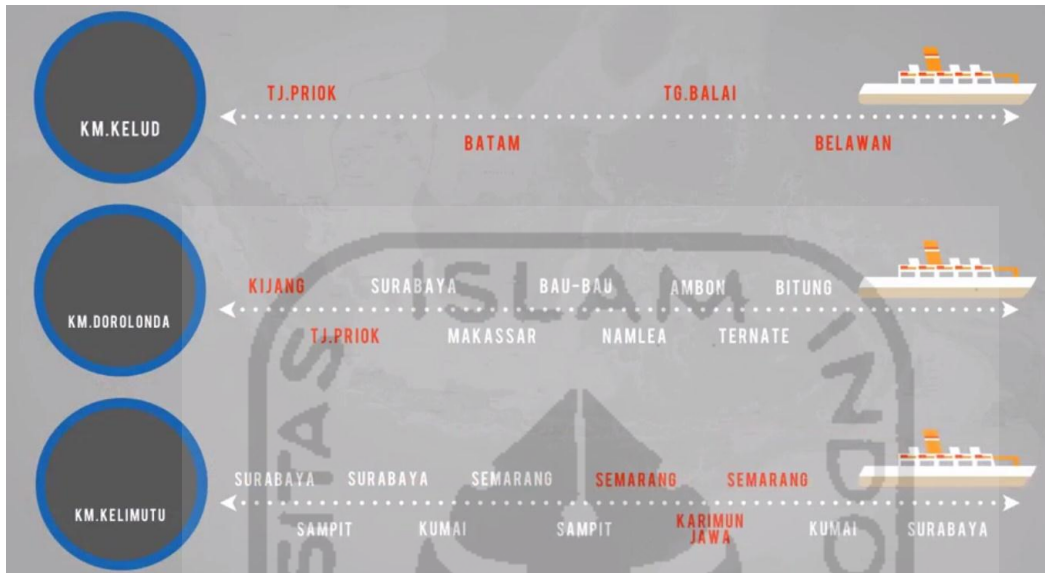 KM.KELUD
TJ.PRIOK
BATAM
TG.BALAI
BELAWAN
KM.DOROLONDA
KIJANG
TJ.PRIOK
SURABAYA
MAKASSAR
BAU-BAU
NAMLEA
AMBON
TERNATE
BITUNG
KM.KELIMUTU
SURABAYA
SAMPIT
SURABAYA
KUMAI
SEMARANG
SAMPIT
SEMARANG
KARIMUN
JAWA
SEMARANG
KUMAI
SURABAYA
ISLAM